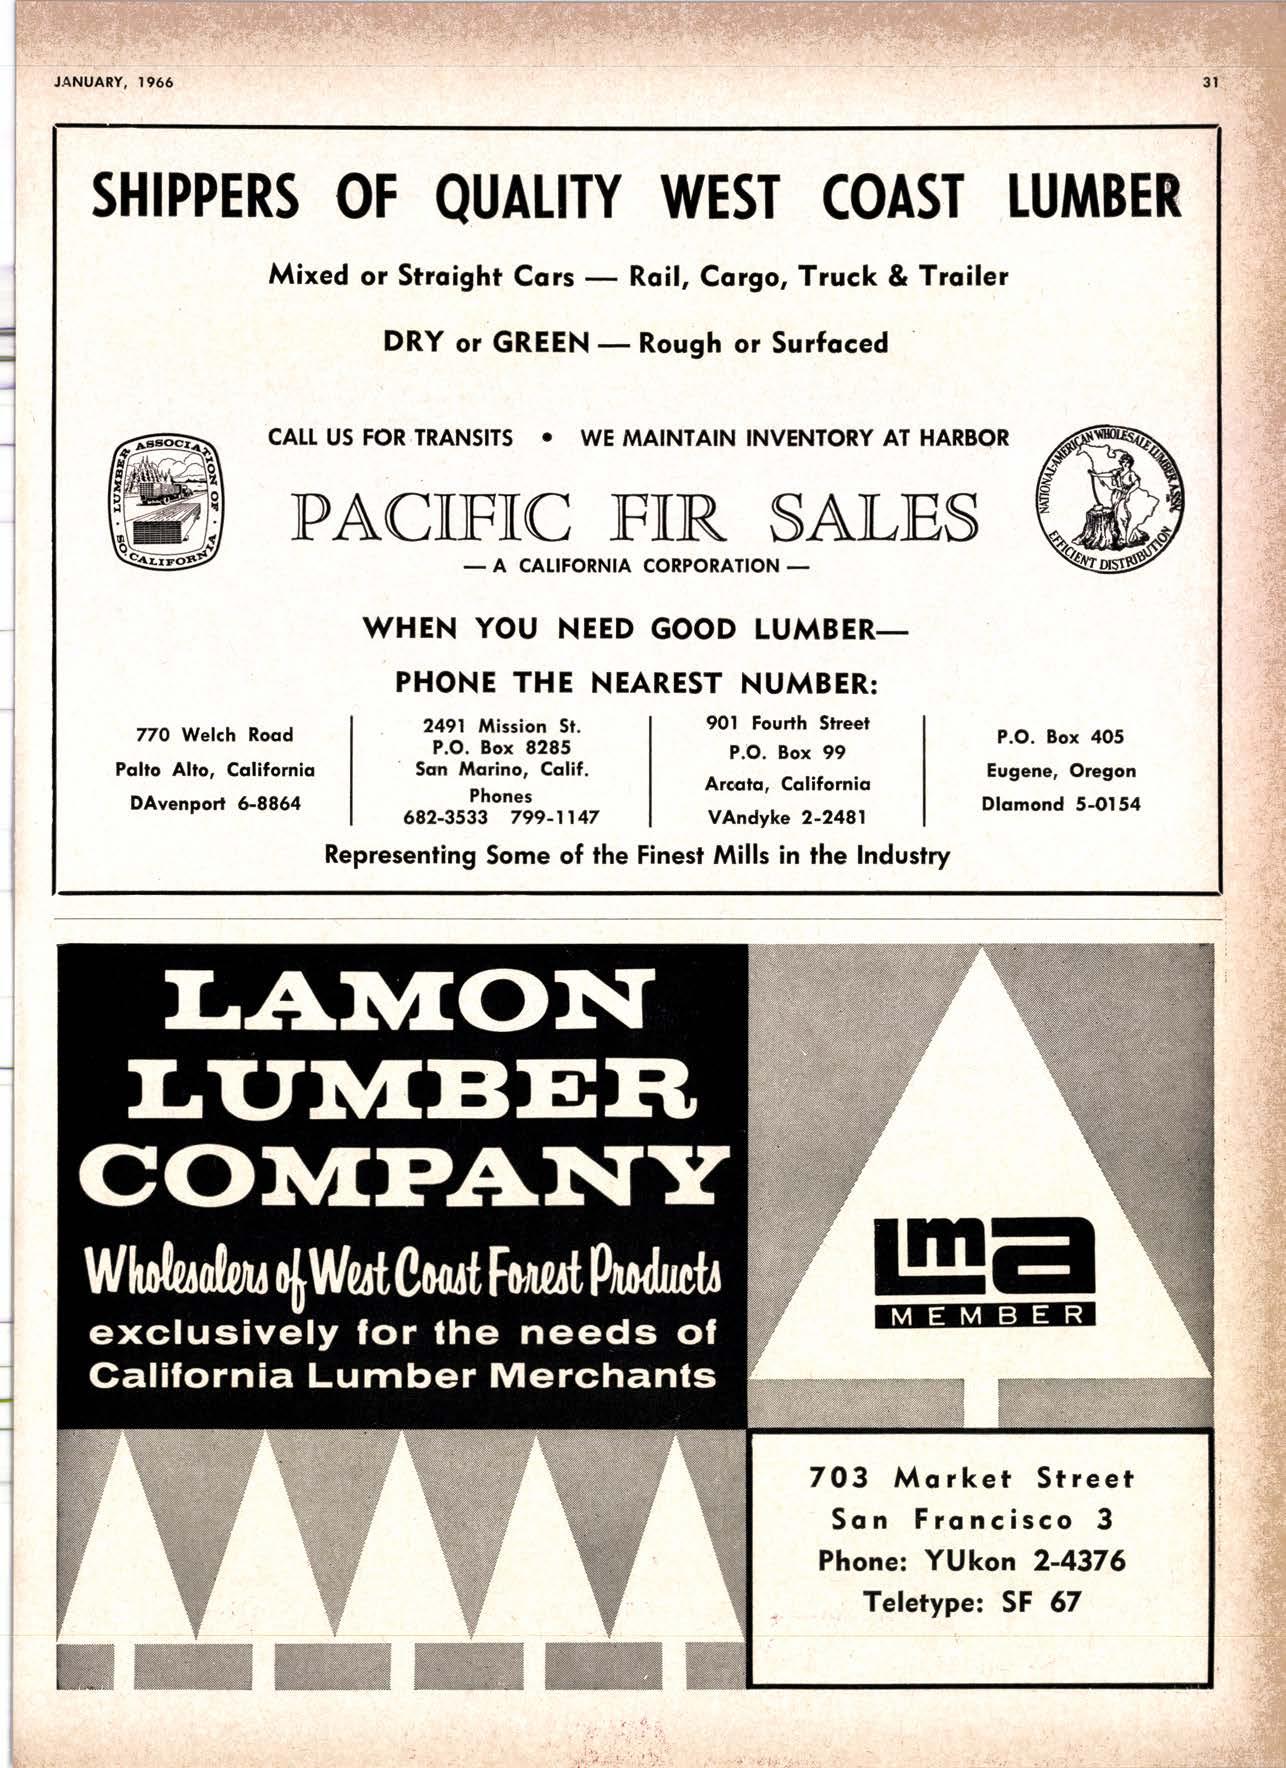 JANUARY, 1966
31
SHIPPERS OF QUALITY WEST COAST LUMBER
Mixed or Straight Cars — Rail, Cargo, Truck & Trailer
DRY or GREEN — Rough or Surfaced
CALL US FOR TRANSITS • WE MAINTAIN INVENTORY AT HARBOR
LUMBER ASSOCIATION OF SO. CALIFORNIA
PACIFIC FIR SALES
NATIONAL-AMERICAN WHOLESALE LUMBER ASSN.
EFFICIENT DISTRIBUTION
— A CALIFORNIA CORPORATION —
WHEN YOU NEED GOOD LUMBER—
PHONE THE NEAREST NUMBER:
770 Welch Road
Palto Alto, California
DAvenport 6-8864
2491 Mission St.
P.O. Box 8285
San Marino, Calif.
Phones
682-3533 799-1147
901 Fourth Street
P.O. Box 99
Arcata, California
VAndyke 2-2481
P.O. Box 405
Eugene, Oregon
DIamond 5-0154
Representing Some of the Finest Mills in the Industry
LAMON
LUMBER
COMPANY
Wholesalers of West Coast Forest Products
exclusively for the needs of
California Lumber Merchants
Lma
MEMBER
703 Market Street
San Francisco 3
Phone: YUkon 2-4376
Teletype: SF 67